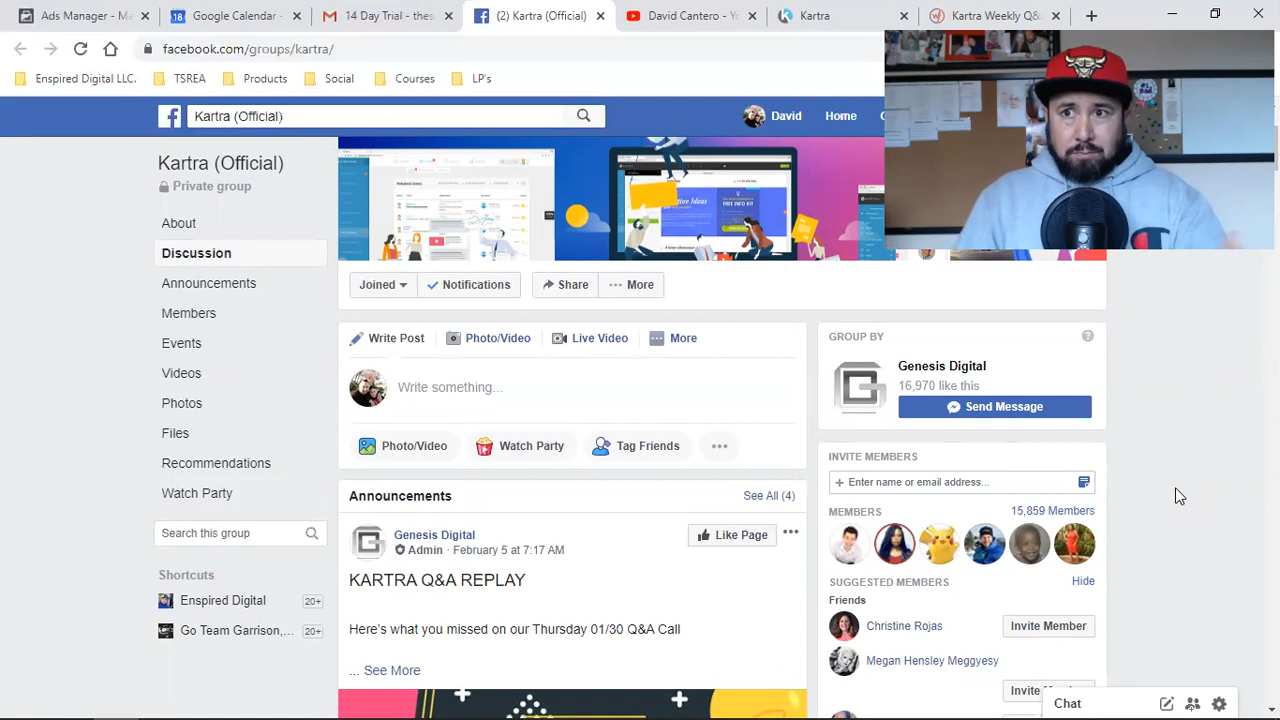 Ads Manager - Ma
Google Calendar -
14 Day Trial - thes
(2) Kartra (Official)
David Cantero - Yo
Kartra
Kartra Weekly Q&a
facebook.com/groups/kartra/
Enspired Digital LLC.
TSREA
Products
Social
Courses
LP's
Kartra (Official)
David
Home
Kartra (Official)
Private group
About
Discussion
Announcements
Members
Events
Videos
Photos
Files
Recommendations
Watch Party
Search this group
Shortcuts
Enspired Digital 20+
Go Team Garrison,... 20+
Joined
Notifications
Share
More
Write Post
Photo/Video
Live Video
More
Write something...
Photo/Video
Watch Party
Tag Friends
Announcements
See All (4)
Genesis Digital
Admin · February 5 at 7:17 AM
Like Page
KARTRA Q&A REPLAY
Here's what you missed on our Thursday 01/30 Q&A Call
... See More
GROUP BY
Genesis Digital
16,970 like this
Send Message
INVITE MEMBERS
+ Enter name or email address...
MEMBERS
15,859 Members
SUGGESTED MEMBERS
Hide
Friends
Christine Rojas
Invite Member
Megan Hensley Meggyesy
Invite
Chat